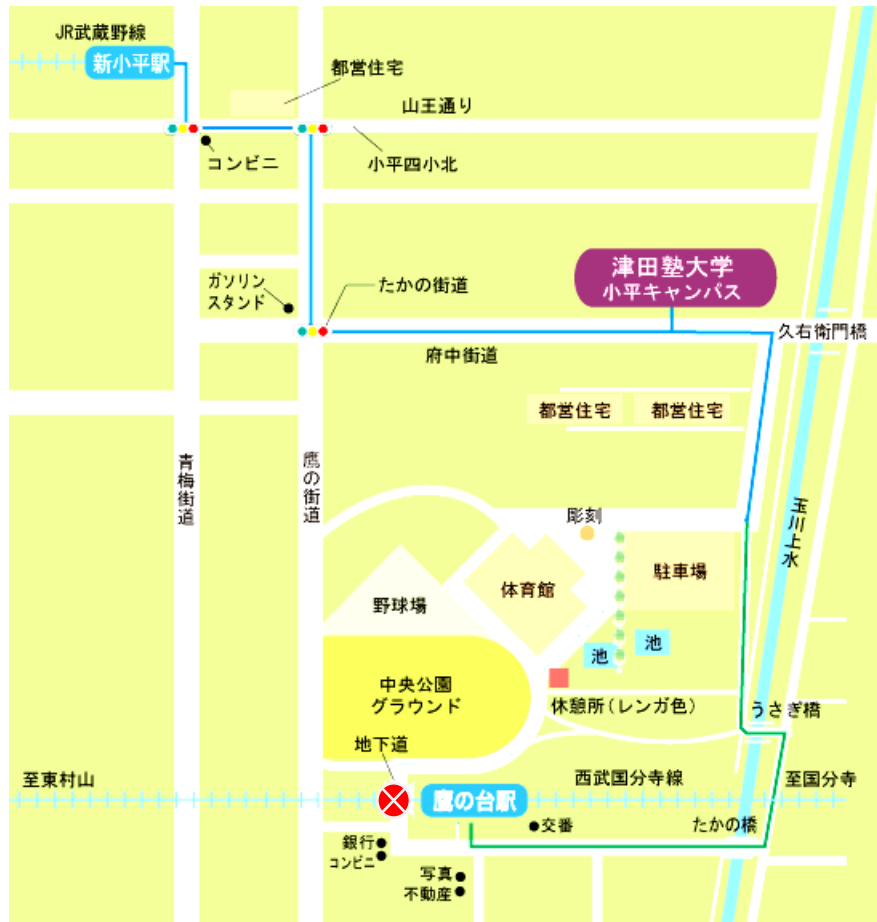 JR武蔵野線
新小平駅
都営住宅
山王通り
コンビニ
小平四小北
ガソリン
スタンド
たかの街道
津田塾大学
小平キャンパス
久右衛門橋
府中街道
都営住宅
都営住宅
青梅街道
鷹の街道
玉川上水
彫刻
体育館
駐車場
野球場
池
池
中央公園
グラウンド
休憩所(レンガ色)
うさぎ橋
地下道
至東村山
鷹の台駅
西武国分寺線
至国分寺
交番
たかの橋
銀行
コンビニ
写真
不動産